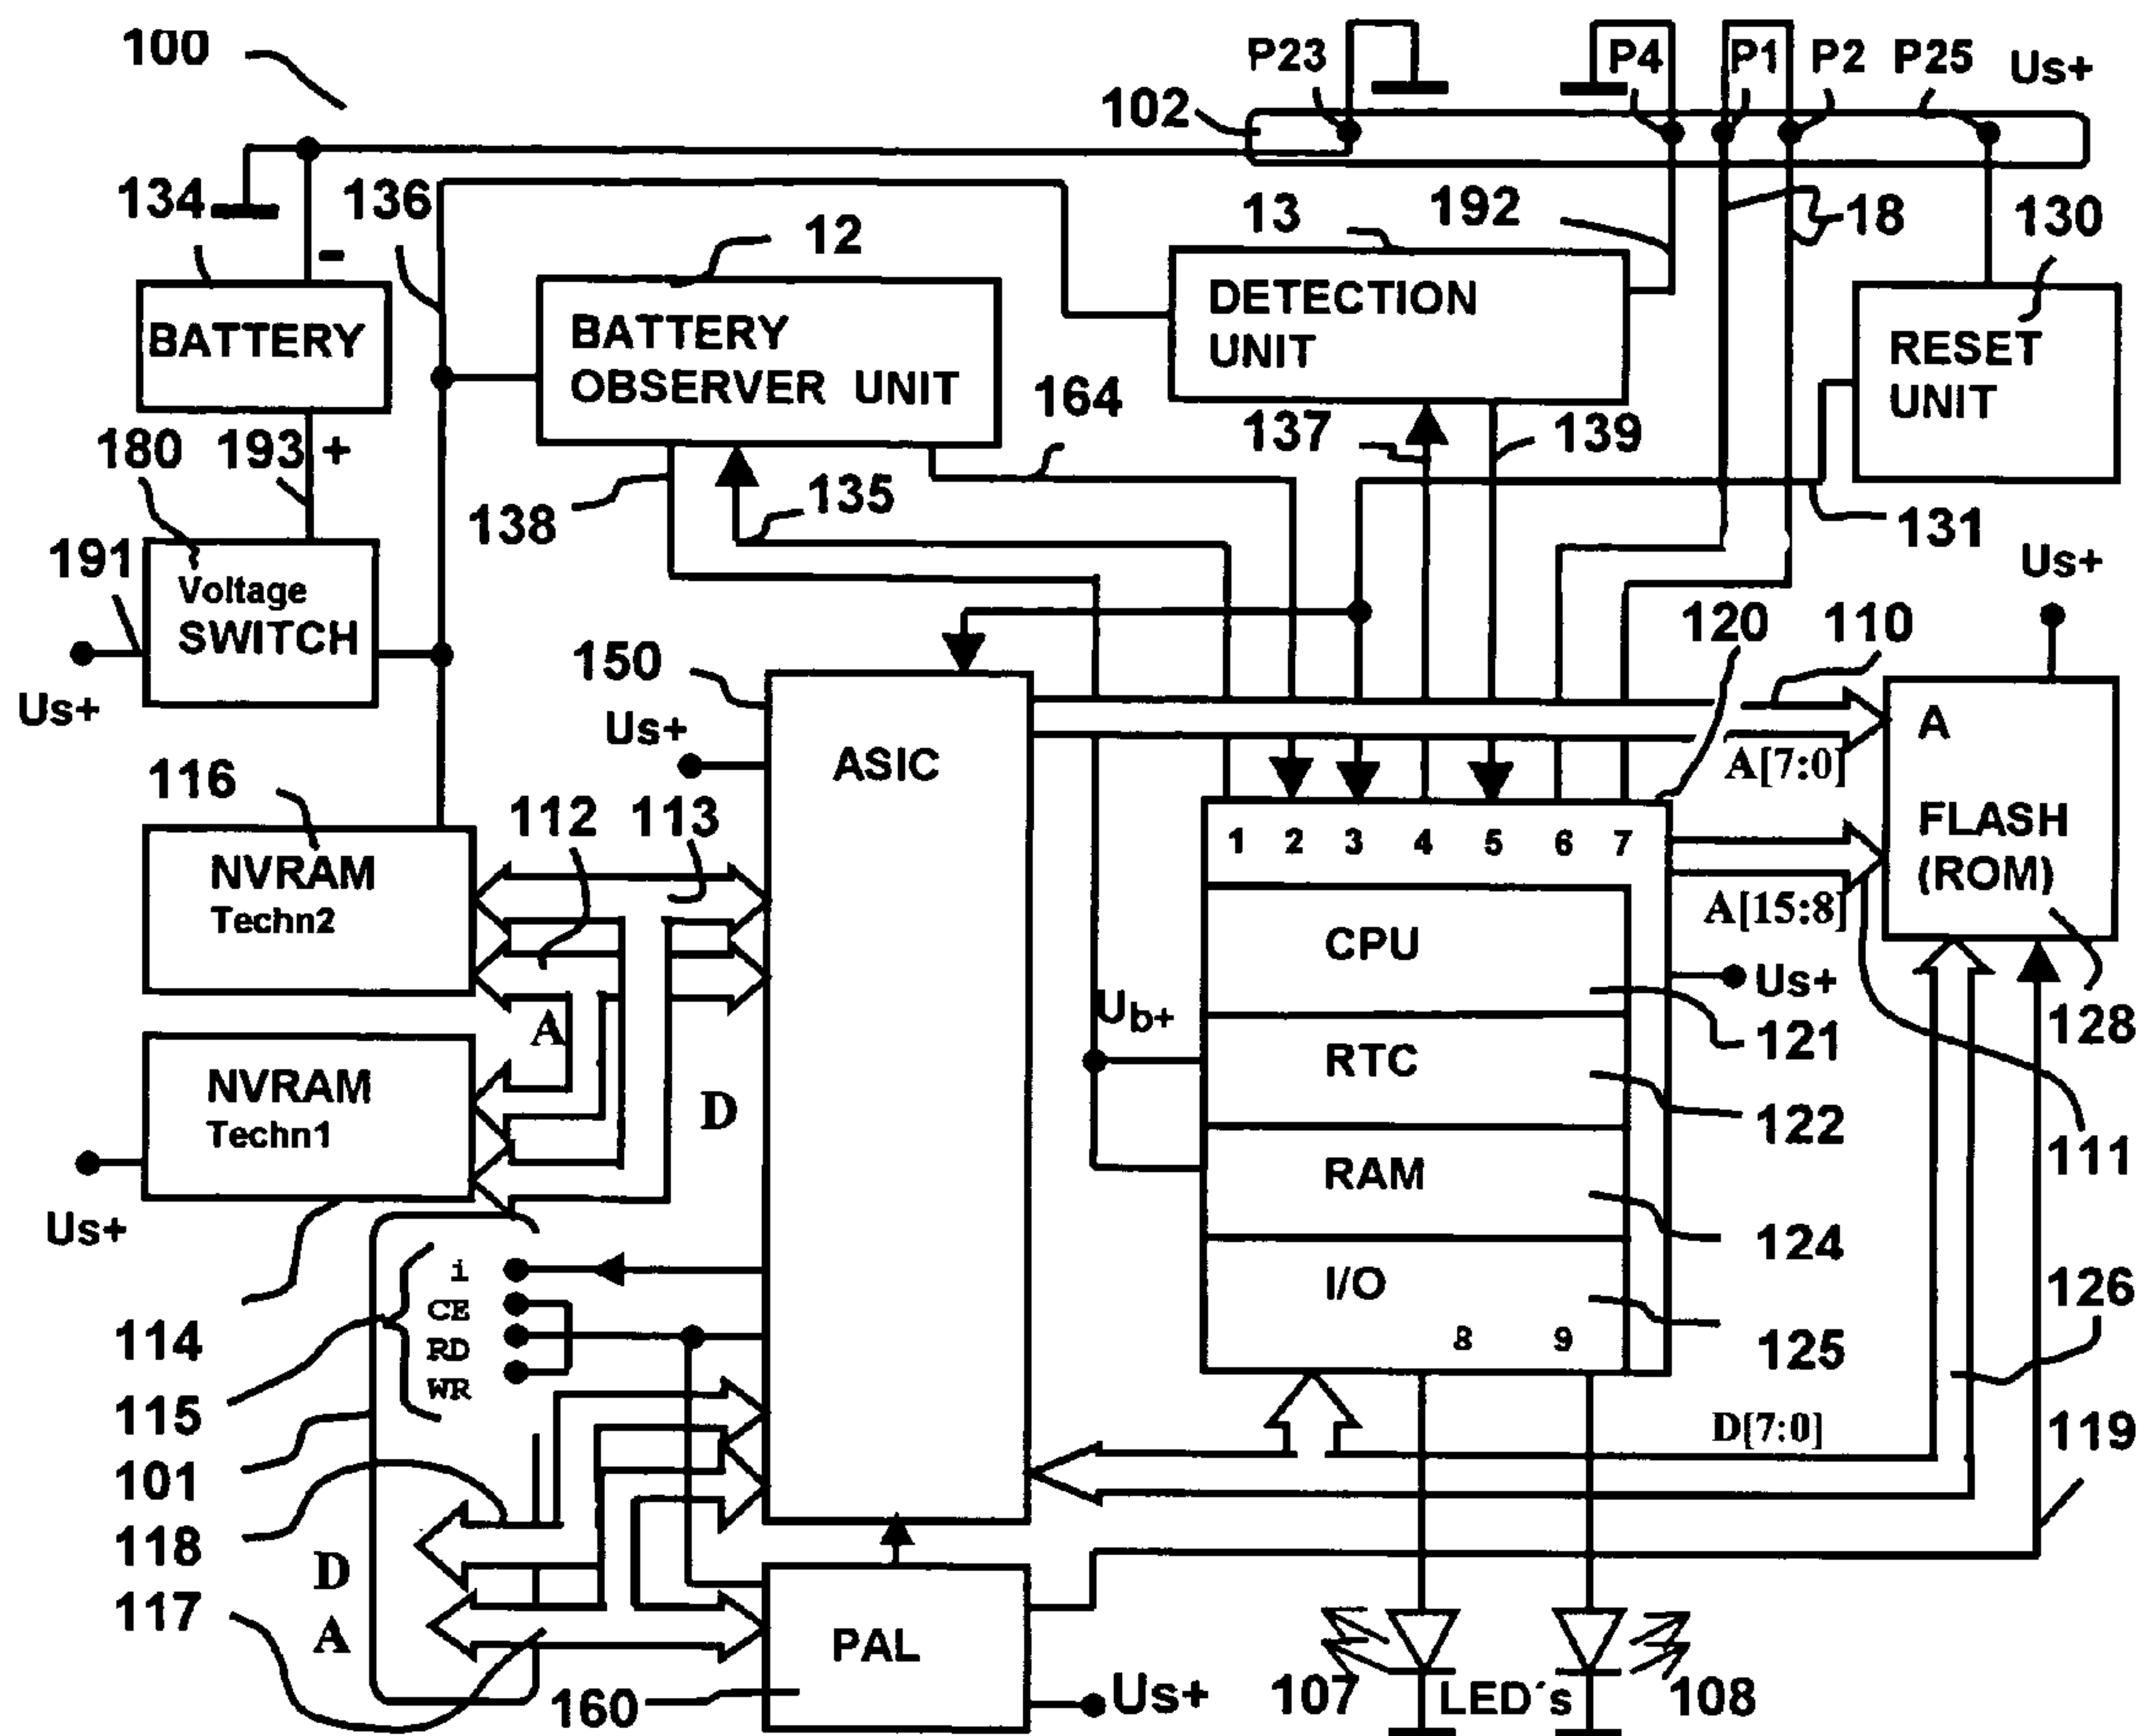 100
P23
P4
P1
P2
P25
Us+
102
134
136
12
13
192
18
130
-
BATTERY
BATTERY
OBSERVER UNIT
DETECTION
UNIT
RESET
UNIT
164
137
139
180
193
+
138
135
131
191
Voltage
SWITCH
Us+
Us+
150
120
110
Us+
ASIC
A
A[7:0]
116
112
113
1 2 3 4 5 6 7
FLASH
(ROM)
NVRAM
Techn2
A[15:8]
CPU
Us+
A
Ub+
121
128
NVRAM
Techn1
RTC
D
122
111
Us+
RAM
124
i
CE
RD
WR
I/O
126
114
8 9
125
115
D[7:0]
119
101
118
D
117
A
PAL
160
Us+
107
LED´s
108